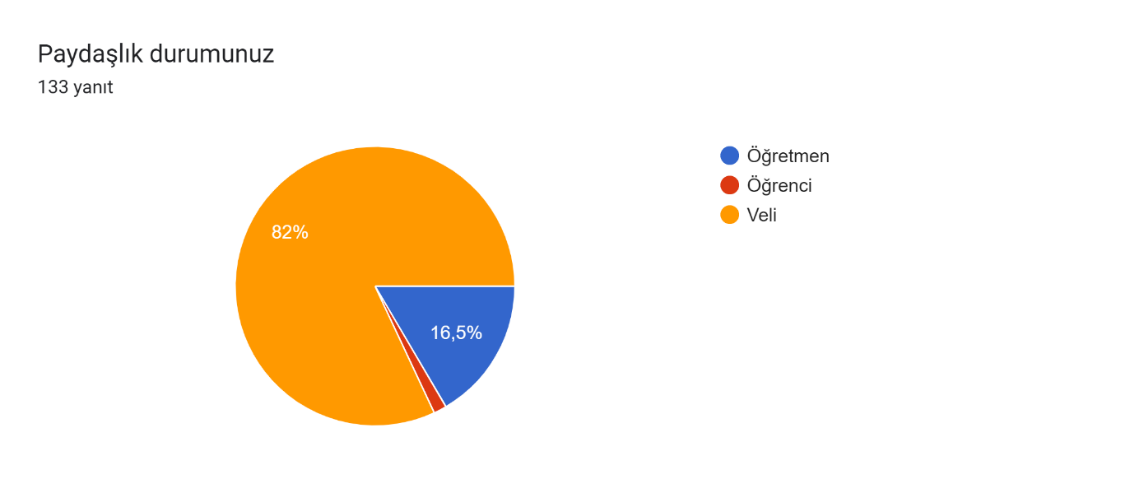 Paydaşlık durumunuz
133 yanıt
Öğretmen
Öğrenci
Veli
82%
16,5%